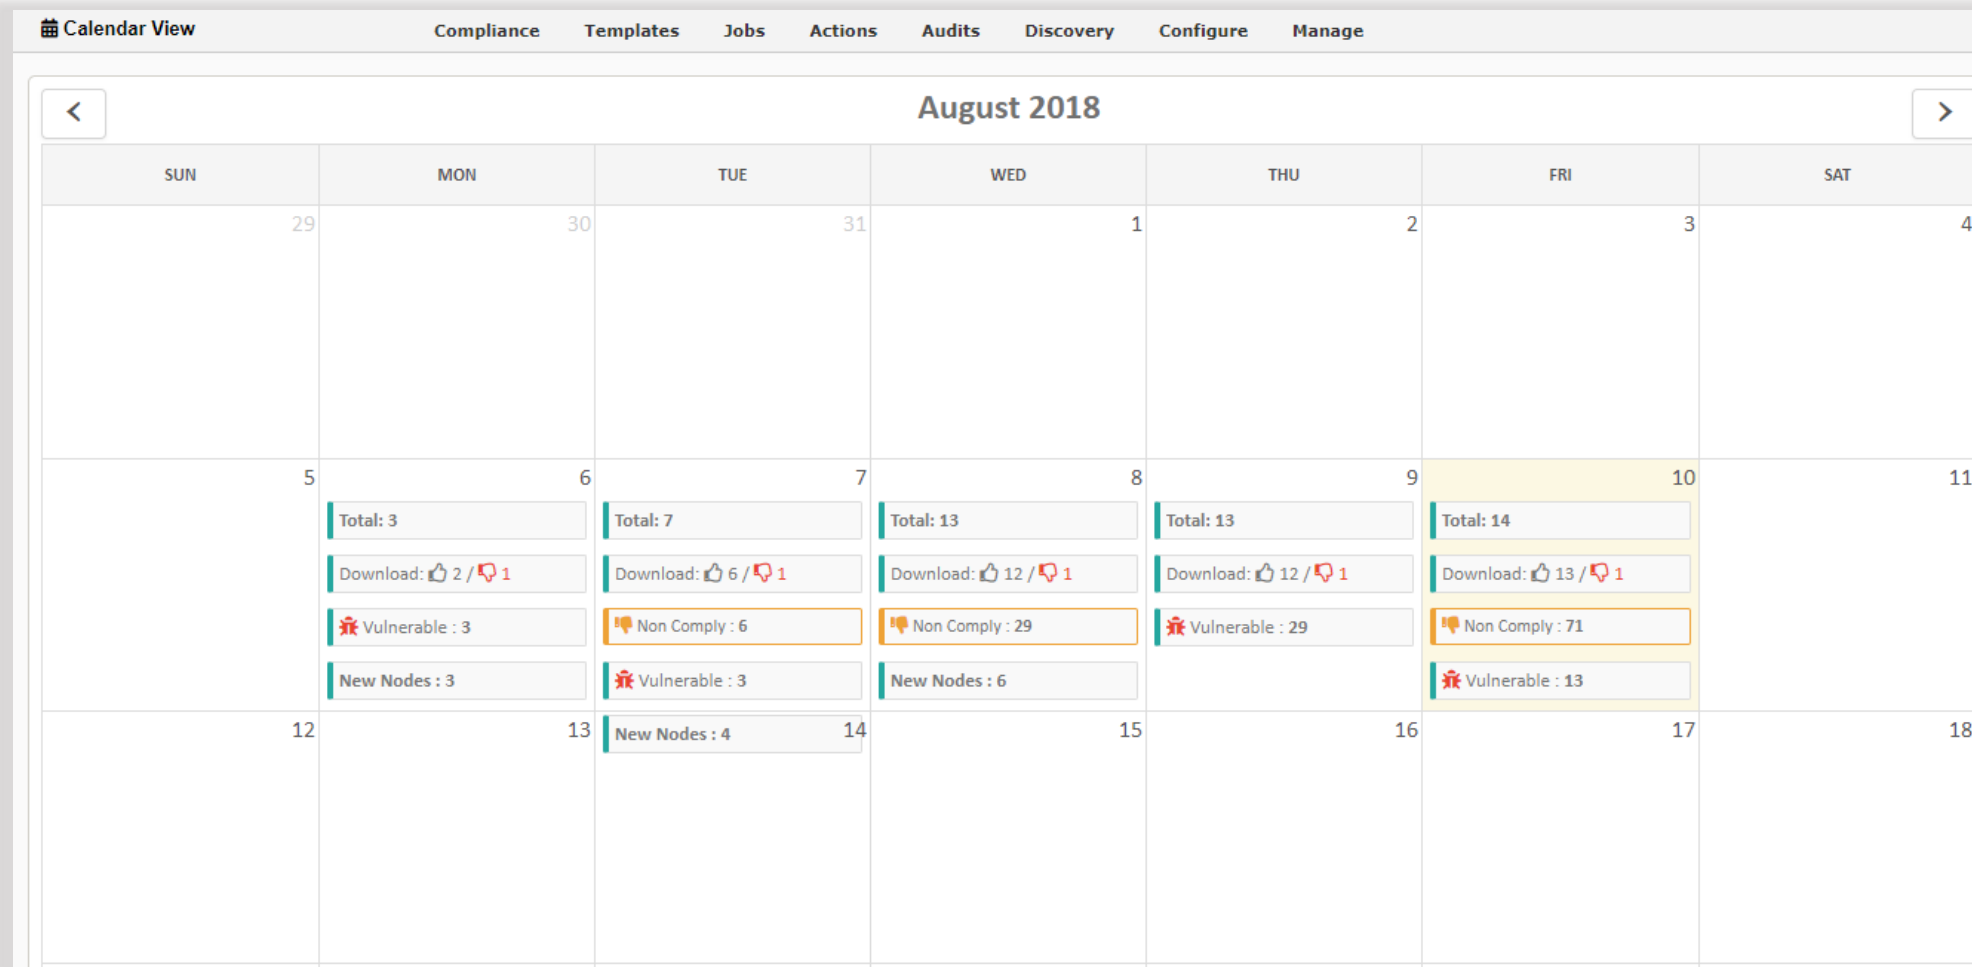 Calendar View Compliance Templates Jobs Actions Audits Discovery Configure Manage
August 2018
SUN MON TUE WED THU FRI SAT
29 30 31 1 2 3 4
5 6 7 8 9 10 11
Total: 3 Total: 7 Total: 13 Total: 13 Total: 14
Download: 2 / 1 Download: 6 / 1 Download: 12 / 1 Download: 12 / 1 Download: 13 / 1
Vulnerable : 3 Non Comply : 6 Non Comply : 29 Vulnerable : 29 Non Comply : 71
New Nodes : 3 Vulnerable : 3 New Nodes : 6 Vulnerable : 13
12 13 New Nodes : 4 14 15 16 17 18